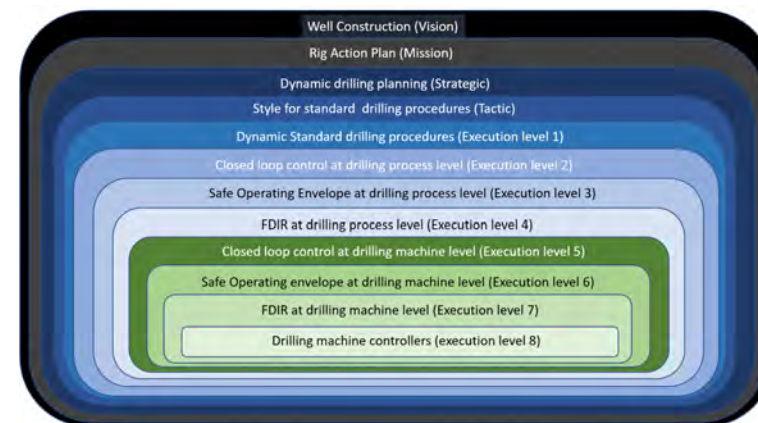 Well Construction (Vision)
Rig Action Plan (Mission)
Dynamic drilling planning (Strategic)
Style for standard drilling procedures (Tactic)
Dynamic Standard drilling procedures (Execution level 1)
Closed loop control at drilling process level (Execution level 2)
Safe Operating Envelope at drilling process level (Execution level 3)
FDIR at drilling process level (Execution level 4)
Closed loop control at drilling machine level (Execution level 5)
Safe Operating envelope at drilling machine level (Execution level 6)
FDIR at drilling machine level (Execution level 7)
Drilling machine controllers (execution level 8)